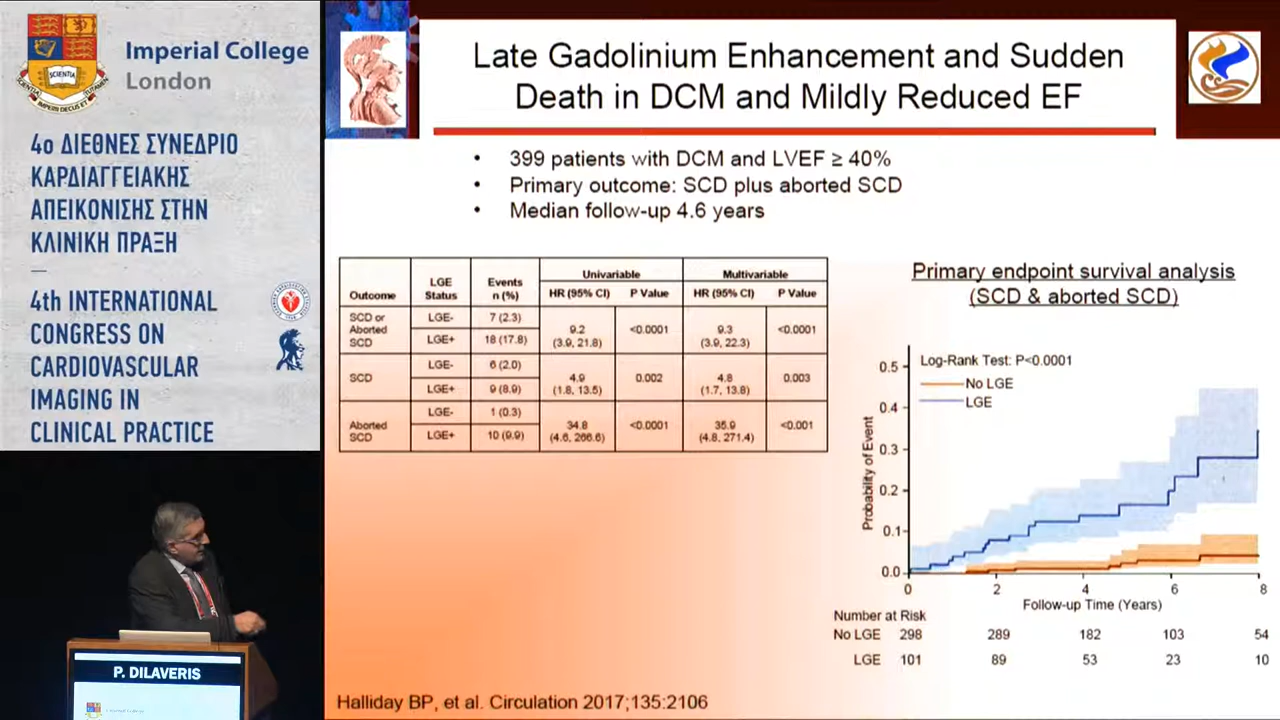 Imperial College
London
SCIENTIA
4ο ΔΙΕΘΝΕΣ ΣΥΝΕΔΡΙΟ
ΚΑΡΔΙΑΓΓΕΙΑΚΗΣ
ΑΠΕΙΚΟΝΙΣΗΣ ΣΤΗΝ
ΚΛΙΝΙΚΗ ΠΡΑΞΗ
4th INTERNATIONAL
CONGRESS ON
CARDIOVASCULAR
IMAGING IN
CLINICAL PRACTICE
P. DILAVERIS
Late Gadolinium Enhancement and Sudden
Death in DCM and Mildly Reduced EF
• 399 patients with DCM and LVEF ≥ 40%
• Primary outcome: SCD plus aborted SCD
• Median follow-up 4.6 years
Outcome LGE Status Events n (%) Univariable Multivariable
HR (95% CI) P Value HR (95% CI) P Value
SCD or Aborted SCD LGE- 7 (2.3) 9.2 (3.9, 21.8) <0.0001 9.3 (3.9, 22.3) <0.0001
LGE+ 18 (17.8)
SCD LGE- 6 (2.0) 4.9 (1.8, 13.5) 0.002 4.8 (1.7, 13.8) 0.003
LGE+ 9 (8.9)
Aborted SCD LGE- 1 (0.3) 34.8 (4.6, 266.6) <0.0001 35.9 (4.8, 271.4) <0.001
LGE+ 10 (9.9)
Primary endpoint survival analysis
(SCD & aborted SCD)
Log-Rank Test: P<0.0001
No LGE
LGE
Probability of Event
0.5
0.4
0.3
0.2
0.1
0.0
0 2 4 6 8
Follow-up Time (Years)
Number at Risk
No LGE 298 289 182 103 54
LGE 101 89 53 23 10
Halliday BP, et al. Circulation 2017;135:2106